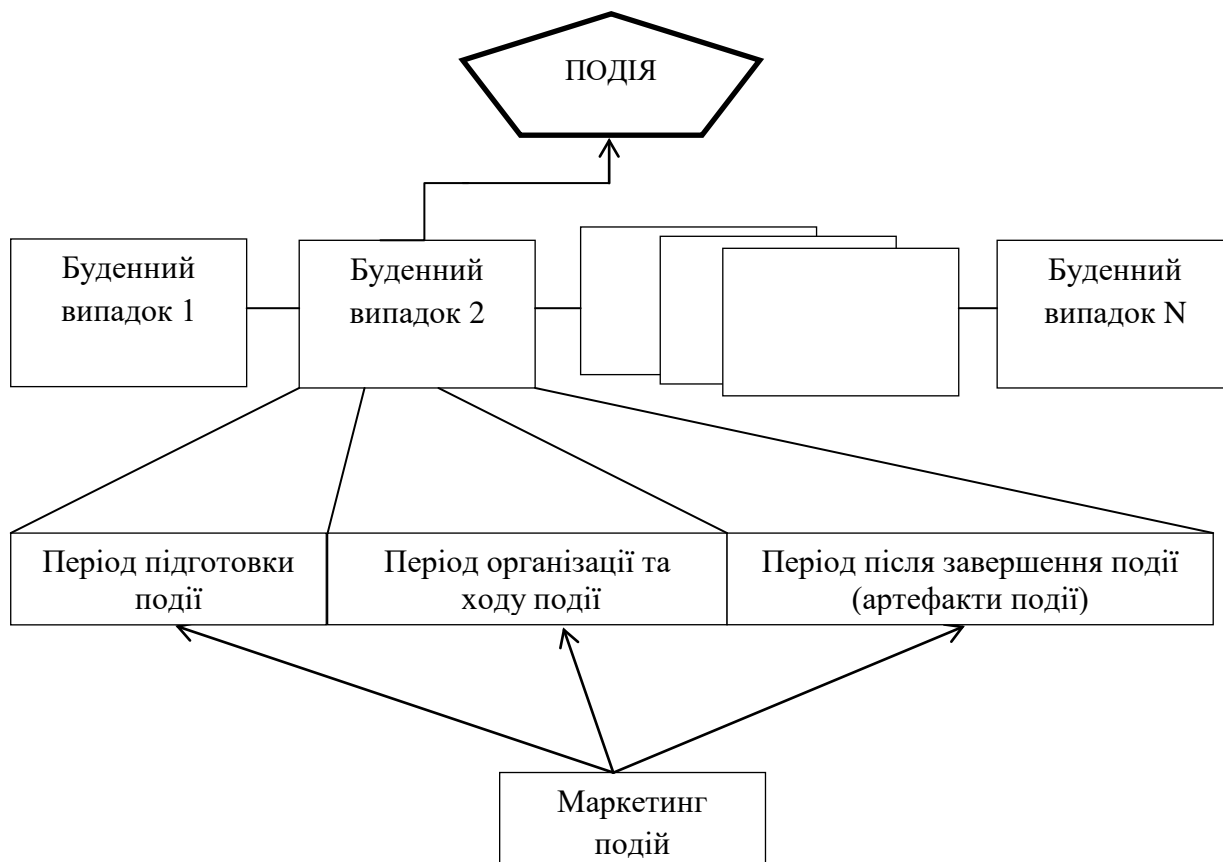 ПОДІЯ
Буденний
випадок 1
Буденний
випадок 2
Буденний
випадок N
Період підготовки
події
Період організації та
ходу події
Період після завершення події
(артефакти події)
Маркетинг
подій